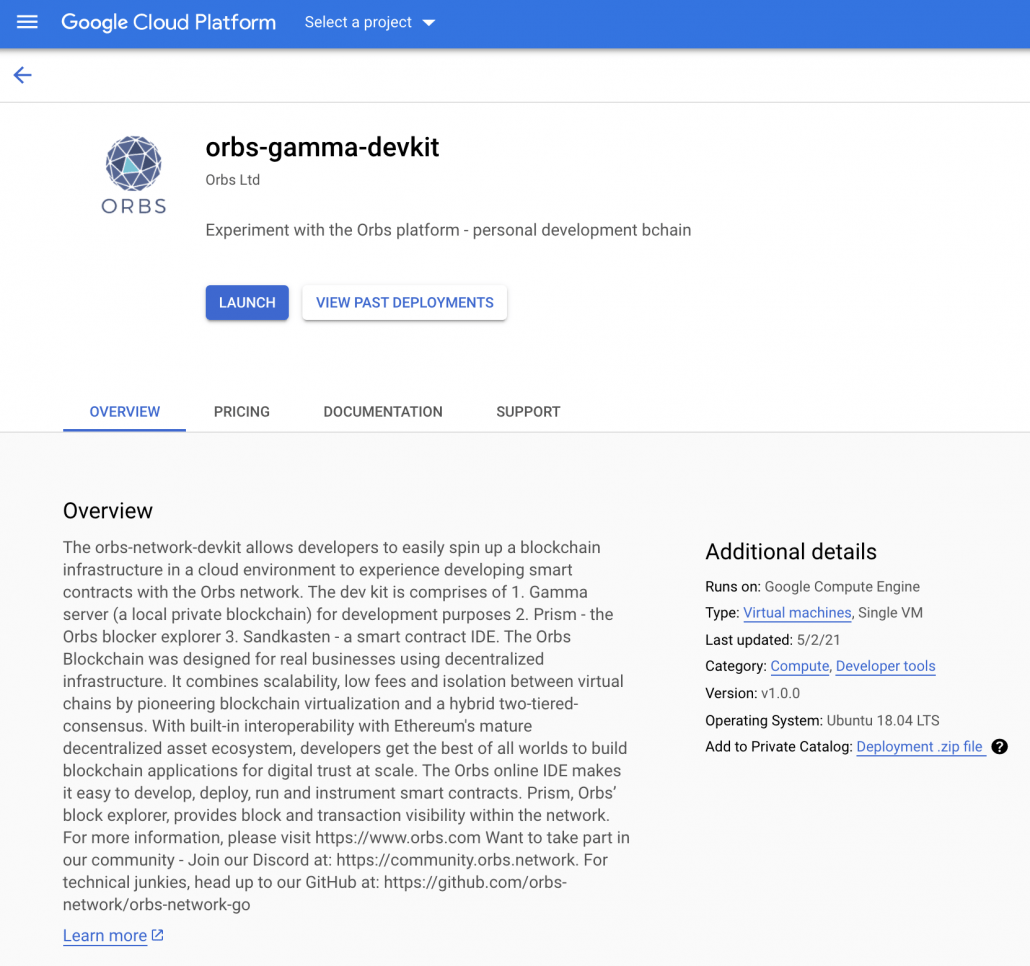 Google Cloud Platform
Select a project
ORBS
orbs-gamma-devkit
Orbs Ltd
Experiment with the Orbs platform - personal development bchain
LAUNCH
VIEW PAST DEPLOYMENTS
OVERVIEW
PRICING
DOCUMENTATION
SUPPORT
Overview
The orbs-network-devkit allows developers to easily spin up a blockchain
infrastructure in a cloud environment to experience developing smart
contracts with the Orbs network. The dev kit is comprises of 1. Gamma
server (a local private blockchain) for development purposes 2. Prism - the
Orbs blocker explorer 3. Sandkasten - a smart contract IDE. The Orbs
Blockchain was designed for real businesses using decentralized
infrastructure. It combines scalability, low fees and isolation between virtual
chains by pioneering blockchain virtualization and a hybrid two-tiered-
consensus. With built-in interoperability with Ethereum's mature
decentralized asset ecosystem, developers get the best of all worlds to build
blockchain applications for digital trust at scale. The Orbs online IDE makes
it easy to develop, deploy, run and instrument smart contracts. Prism, Orbs’
block explorer, provides block and transaction visibility within the network.
For more information, please visit https://www.orbs.com Want to take part in
our community - Join our Discord at: https://community.orbs.network. For
technical junkies, head up to our GitHub at: https://github.com/orbs-
network/orbs-network-go
Learn more
Additional details
Runs on: Google Compute Engine
Type: Virtual machines, Single VM
Last updated: 5/2/21
Category: Compute, Developer tools
Version: v1.0.0
Operating System: Ubuntu 18.04 LTS
Add to Private Catalog: Deployment .zip file ?